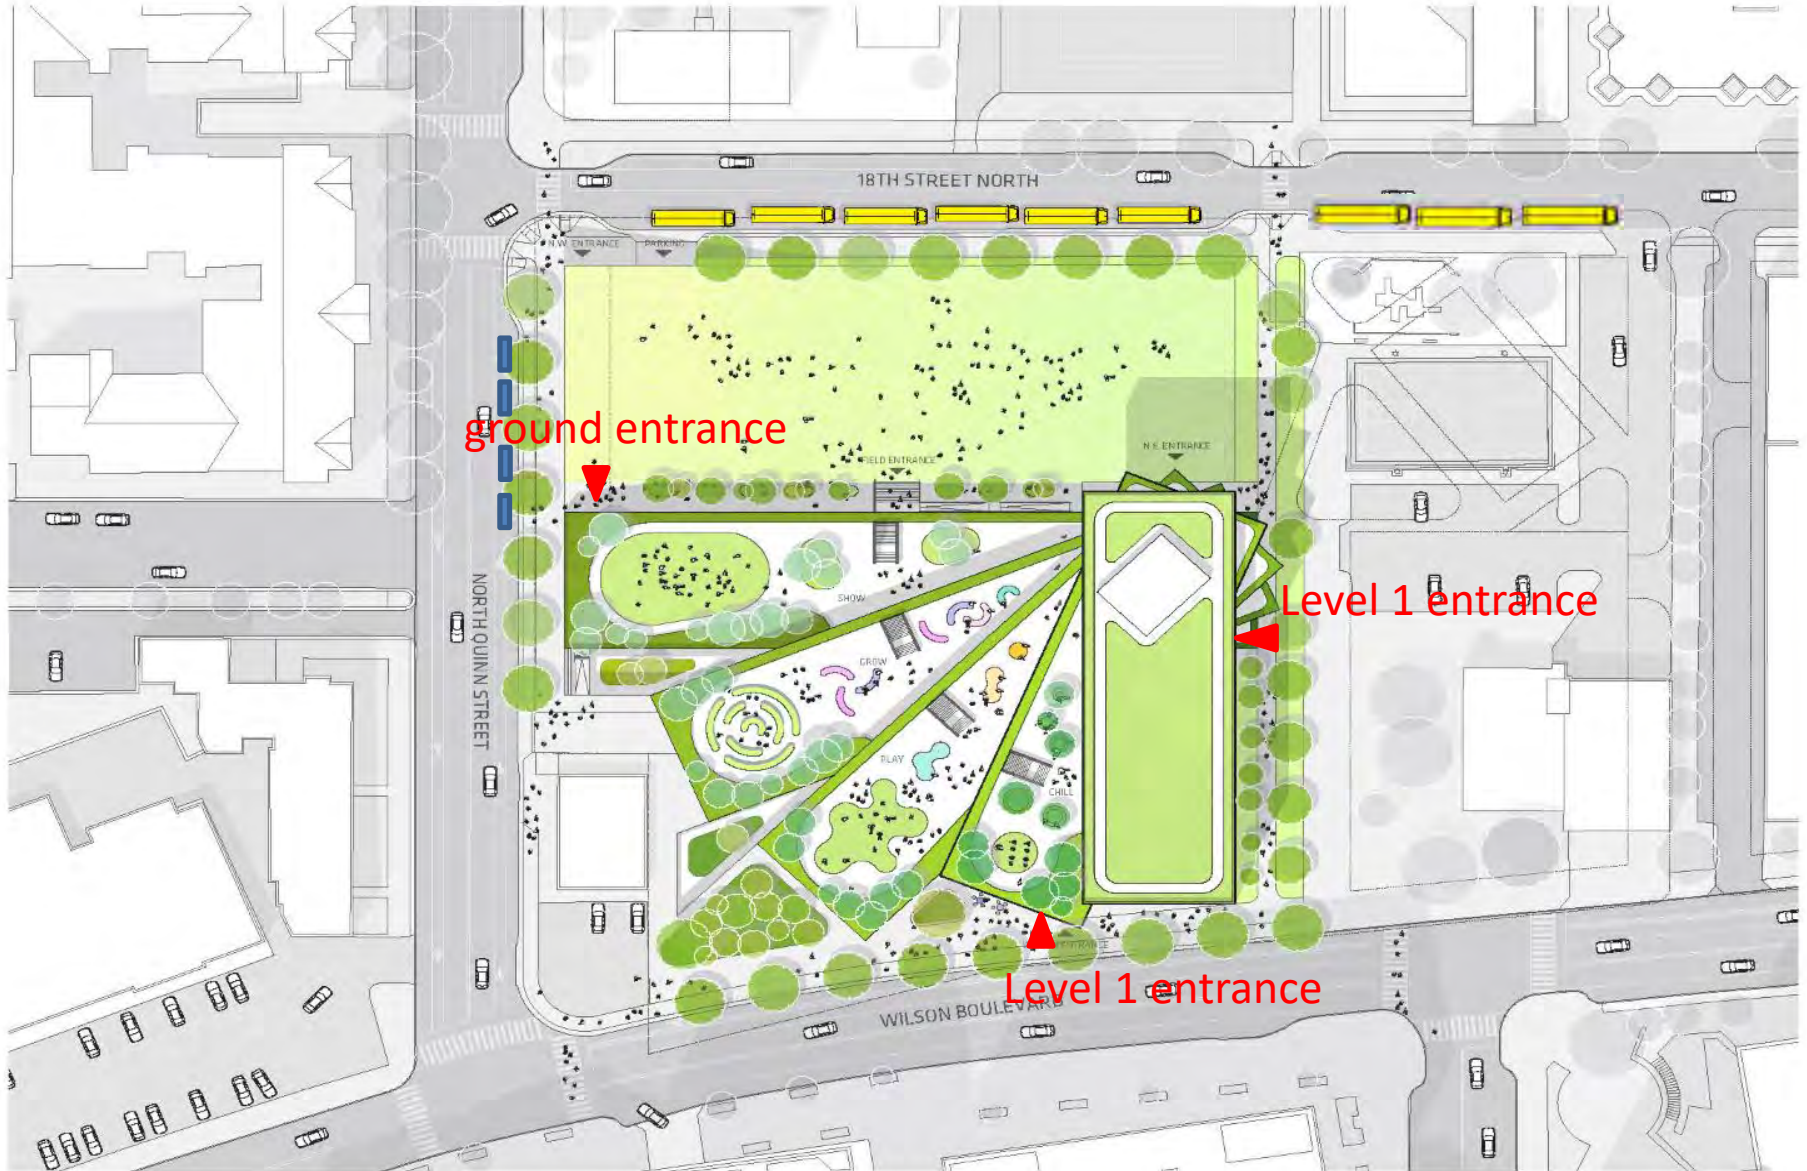 18TH STREET NORTH
N.W. ENTRANCE
PARKING
ground entrance
FIELD ENTRANCE
N.E. ENTRANCE
Level 1 entrance
SHOW
GROW
NORTH QUINN STREET
PLAY
CHILL
ENTRANCE
Level 1 entrance
WILSON BOULEVARD